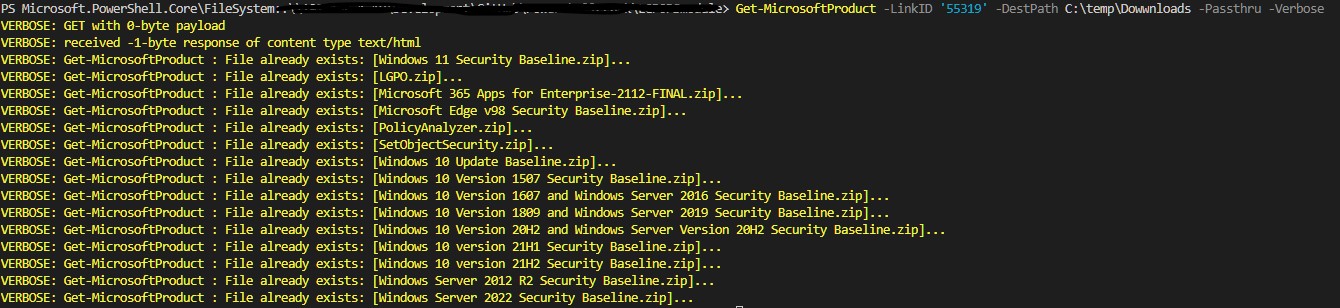 PS Microsoft.PowerShell.Core\FileSystem:: > Get-MicrosoftProduct -LinkID '55319' -DestPath C:\temp\Dowwnloads -Passthru -Verbose
VERBOSE: GET with 0-byte payload
VERBOSE: received -1-byte response of content type text/html
VERBOSE: Get-MicrosoftProduct : File already exists: [Windows 11 Security Baseline.zip]...
VERBOSE: Get-MicrosoftProduct : File already exists: [LGPO.zip]...
VERBOSE: Get-MicrosoftProduct : File already exists: [Microsoft 365 Apps for Enterprise-2112-FINAL.zip]...
VERBOSE: Get-MicrosoftProduct : File already exists: [Microsoft Edge v98 Security Baseline.zip]...
VERBOSE: Get-MicrosoftProduct : File already exists: [PolicyAnalyzer.zip]...
VERBOSE: Get-MicrosoftProduct : File already exists: [SetObjectSecurity.zip]...
VERBOSE: Get-MicrosoftProduct : File already exists: [Windows 10 Update Baseline.zip]...
VERBOSE: Get-MicrosoftProduct : File already exists: [Windows 10 Version 1507 Security Baseline.zip]...
VERBOSE: Get-MicrosoftProduct : File already exists: [Windows 10 Version 1607 and Windows Server 2016 Security Baseline.zip]...
VERBOSE: Get-MicrosoftProduct : File already exists: [Windows 10 Version 1809 and Windows Server 2019 Security Baseline.zip]...
VERBOSE: Get-MicrosoftProduct : File already exists: [Windows 10 Version 20H2 and Windows Server Version 20H2 Security Baseline.zip]...
VERBOSE: Get-MicrosoftProduct : File already exists: [Windows 10 version 21H1 Security Baseline.zip]...
VERBOSE: Get-MicrosoftProduct : File already exists: [Windows 10 version 21H2 Security Baseline.zip]...
VERBOSE: Get-MicrosoftProduct : File already exists: [Windows Server 2012 R2 Security Baseline.zip]...
VERBOSE: Get-MicrosoftProduct : File already exists: [Windows Server 2022 Security Baseline.zip]...